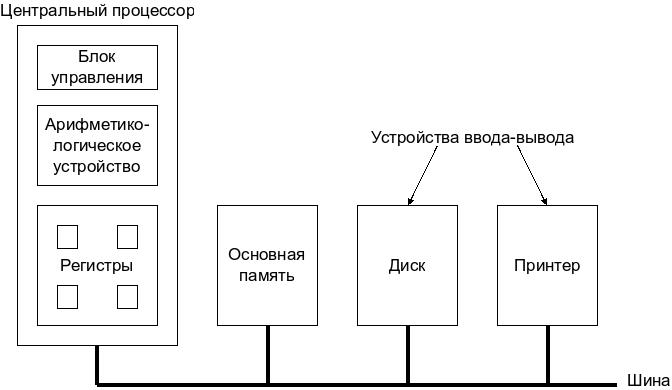 Центральный процессор
Блок
управления
Арифметико-
логическое
устройство
Регистры
Устройства ввода-вывода
Основная
память
Диск
Принтер
Шина